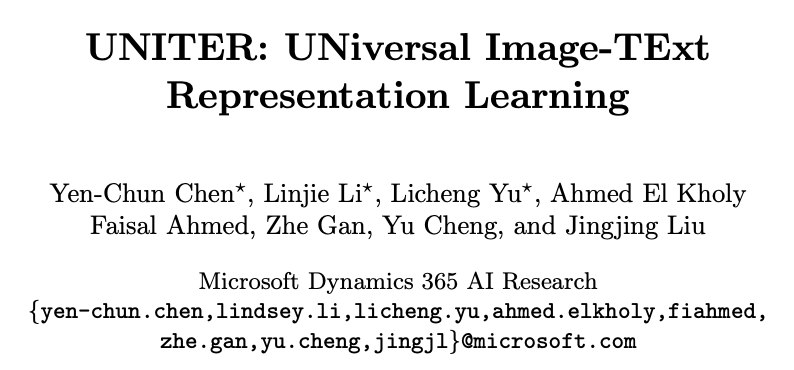 UNITER: UNiversal Image-TExt
Representation Learning
Yen-Chun Chen⋆, Linjie Li⋆, Licheng Yu⋆, Ahmed El Kholy
Faisal Ahmed, Zhe Gan, Yu Cheng, and Jingjing Liu
Microsoft Dynamics 365 AI Research
{yen-chun.chen,lindsey.li,licheng.yu,ahmed.elkholy,fiahmed,
zhe.gan,yu.cheng,jingjl}@microsoft.com